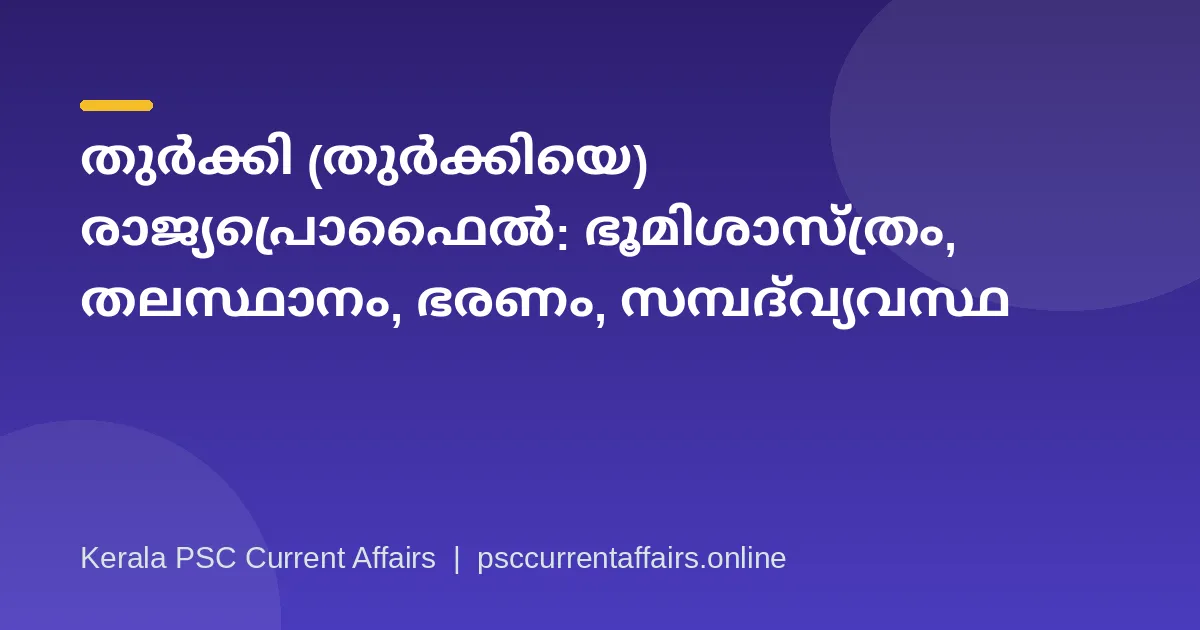 തുർക്കി (തുർക്കിയെ)
രാജ്യപ്രൊഫൈൽ: ഭൂമിശാസ്ത്രം,
തലസ്ഥാനം, ഭരണം, സമ്പദ്‌വ്യവസ്ഥ
Kerala PSC Current Affairs | psccurrentaffairs.online